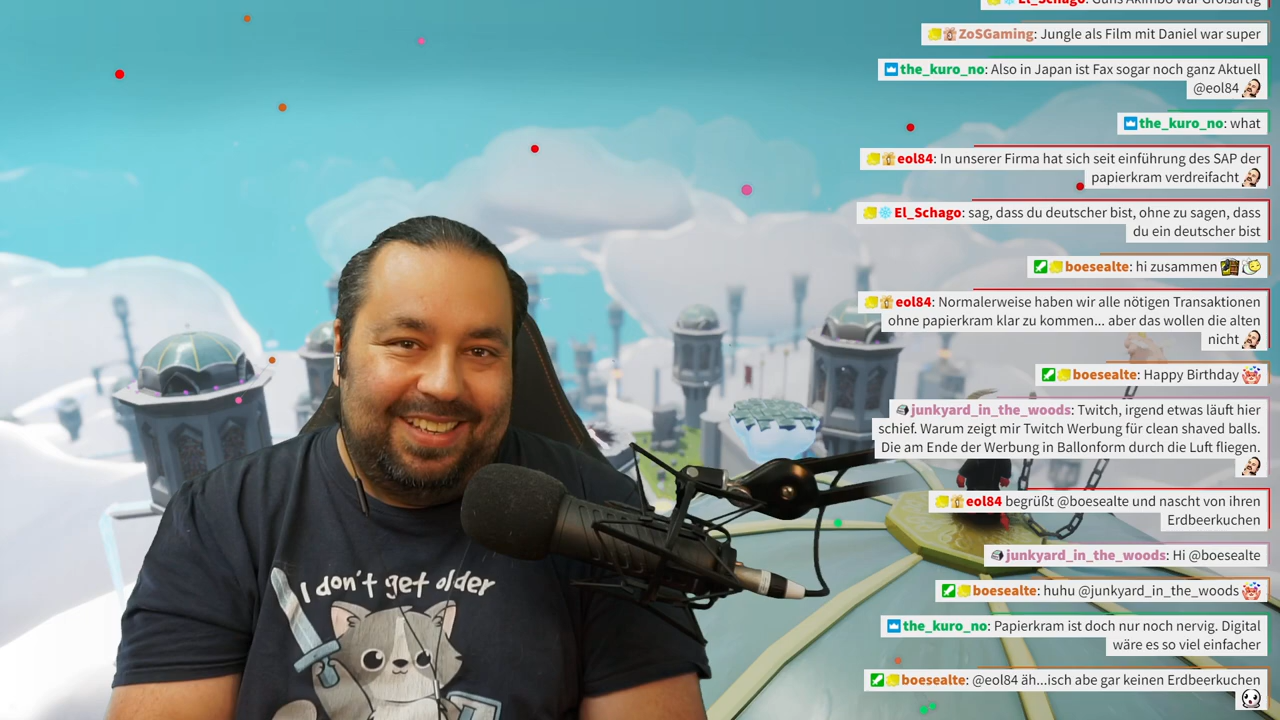 El_Schago: Guns Akimbo war Großartig
ZoSGaming: Jungle als Film mit Daniel war super
the_kuro_no: Also in Japan ist Fax sogar noch ganz Aktuell
@eol84
the_kuro_no: what
eol84: In unserer Firma hat sich seit einführung des SAP der
papierkram verdreifacht
El_Schago: sag, dass du deutscher bist, ohne zu sagen, dass
du ein deutscher bist
boesealte: hi zusammen
eol84: Normalerweise haben wir alle nötigen Transaktionen
ohne papierkram klar zu kommen... aber das wollen die alten
nicht
boesealte: Happy Birthday
junkyard_in_the_woods: Twitch, irgend etwas läuft hier
schief. Warum zeigt mir Twitch Werbung für clean shaved balls.
Die am Ende der Werbung in Ballonform durch die Luft fliegen.
eol84 begrüßt @boesealte und nascht von ihren
Erdbeerkuchen
junkyard_in_the_woods: Hi @boesealte
boesealte: huhu @junkyard_in_the_woods
the_kuro_no: Papierkram ist doch nur noch nervig. Digital
wäre es so viel einfacher
boesealte: @eol84 äh...isch abe gar keinen Erdbeerkuchen
I don't get older